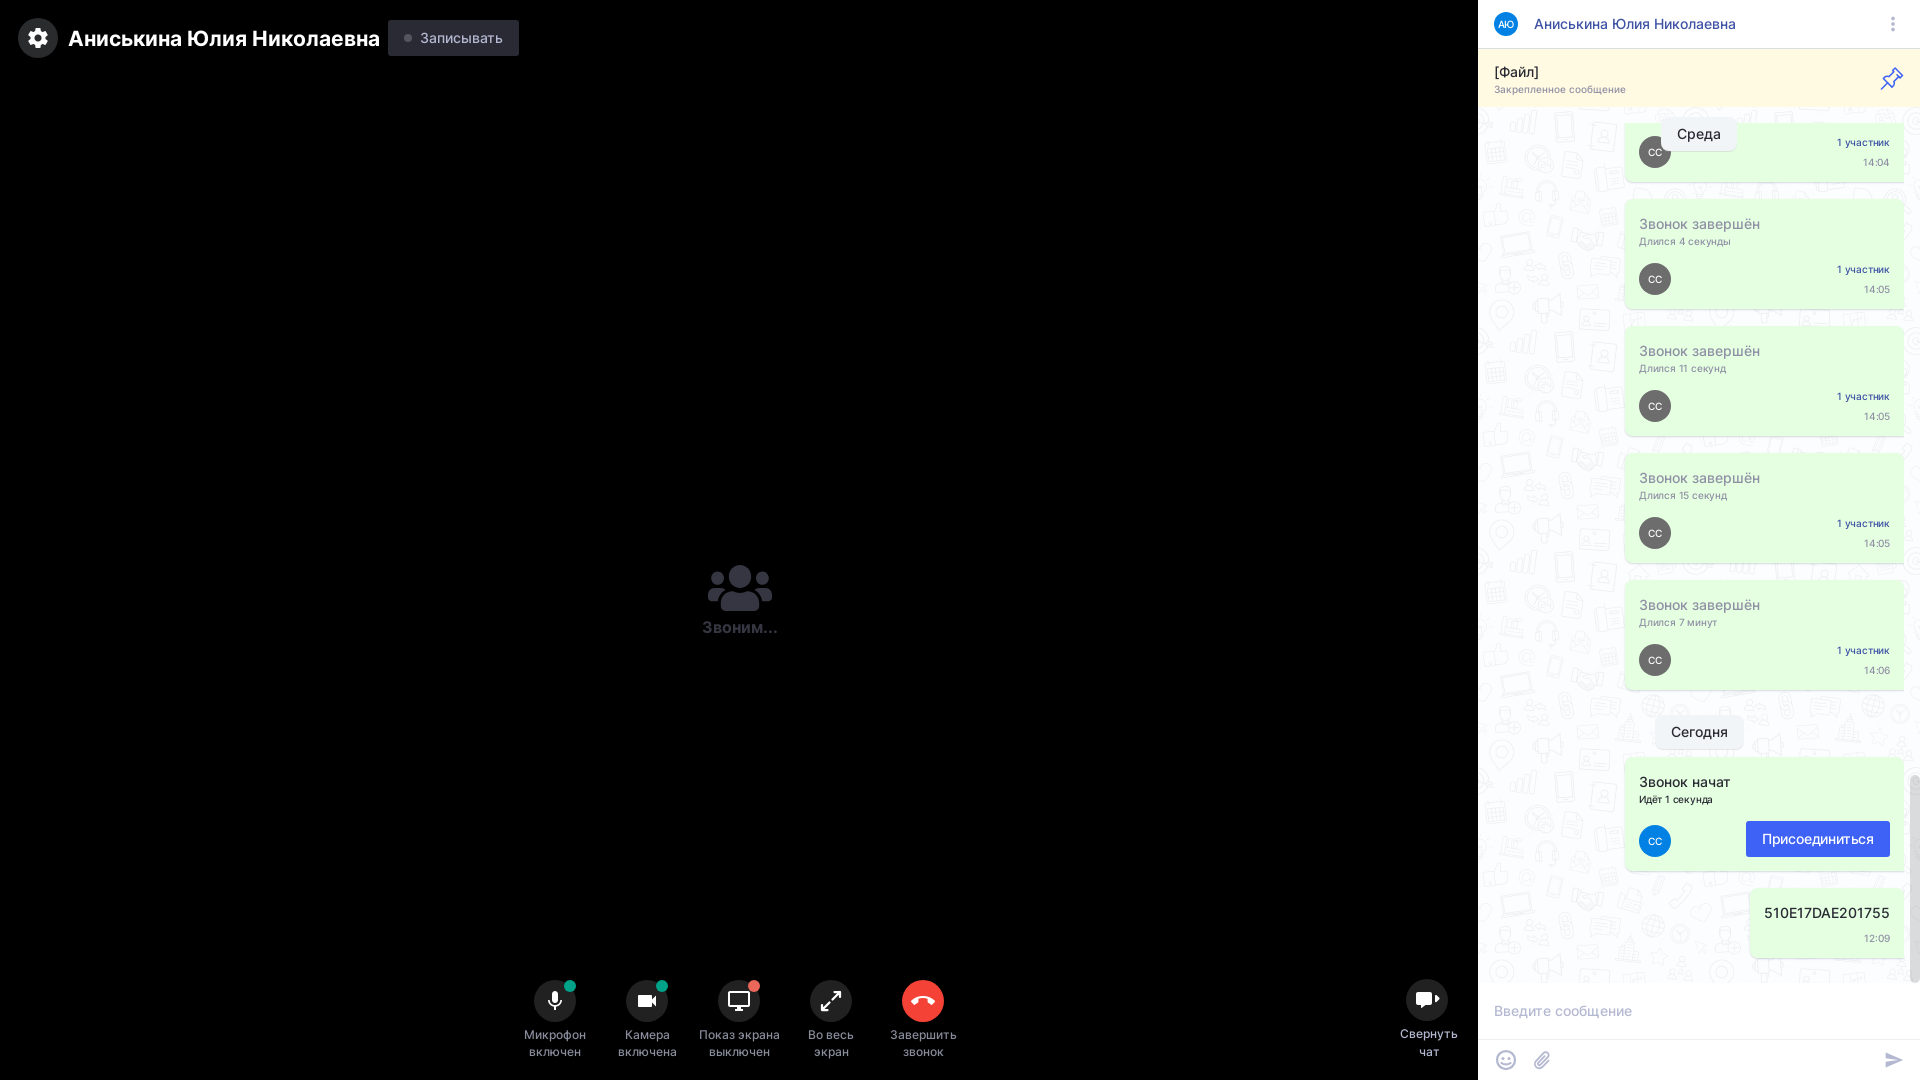 Аниськина Юлия Николаевна
Записывать
Звоним...
Микрофон
включен
Камера
включена
Показ экрана
выключен
Во весь
экран
Завершить
звонок
Свернуть
чат
АЮ
Аниськина Юлия Николаевна
[Файл]
Закрепленное сообщение
Среда
СС
1 участник
14:04
Звонок завершён
Длился 4 секунды
СС
1 участник
14:05
Звонок завершён
Длился 11 секунд
СС
1 участник
14:05
Звонок завершён
Длился 15 секунд
СС
1 участник
14:05
Звонок завершён
Длился 7 минут
СС
1 участник
14:06
Сегодня
Звонок начат
Идёт 1 секунда
СС
Присоединиться
510E17DAE201755
12:09
Введите сообщение